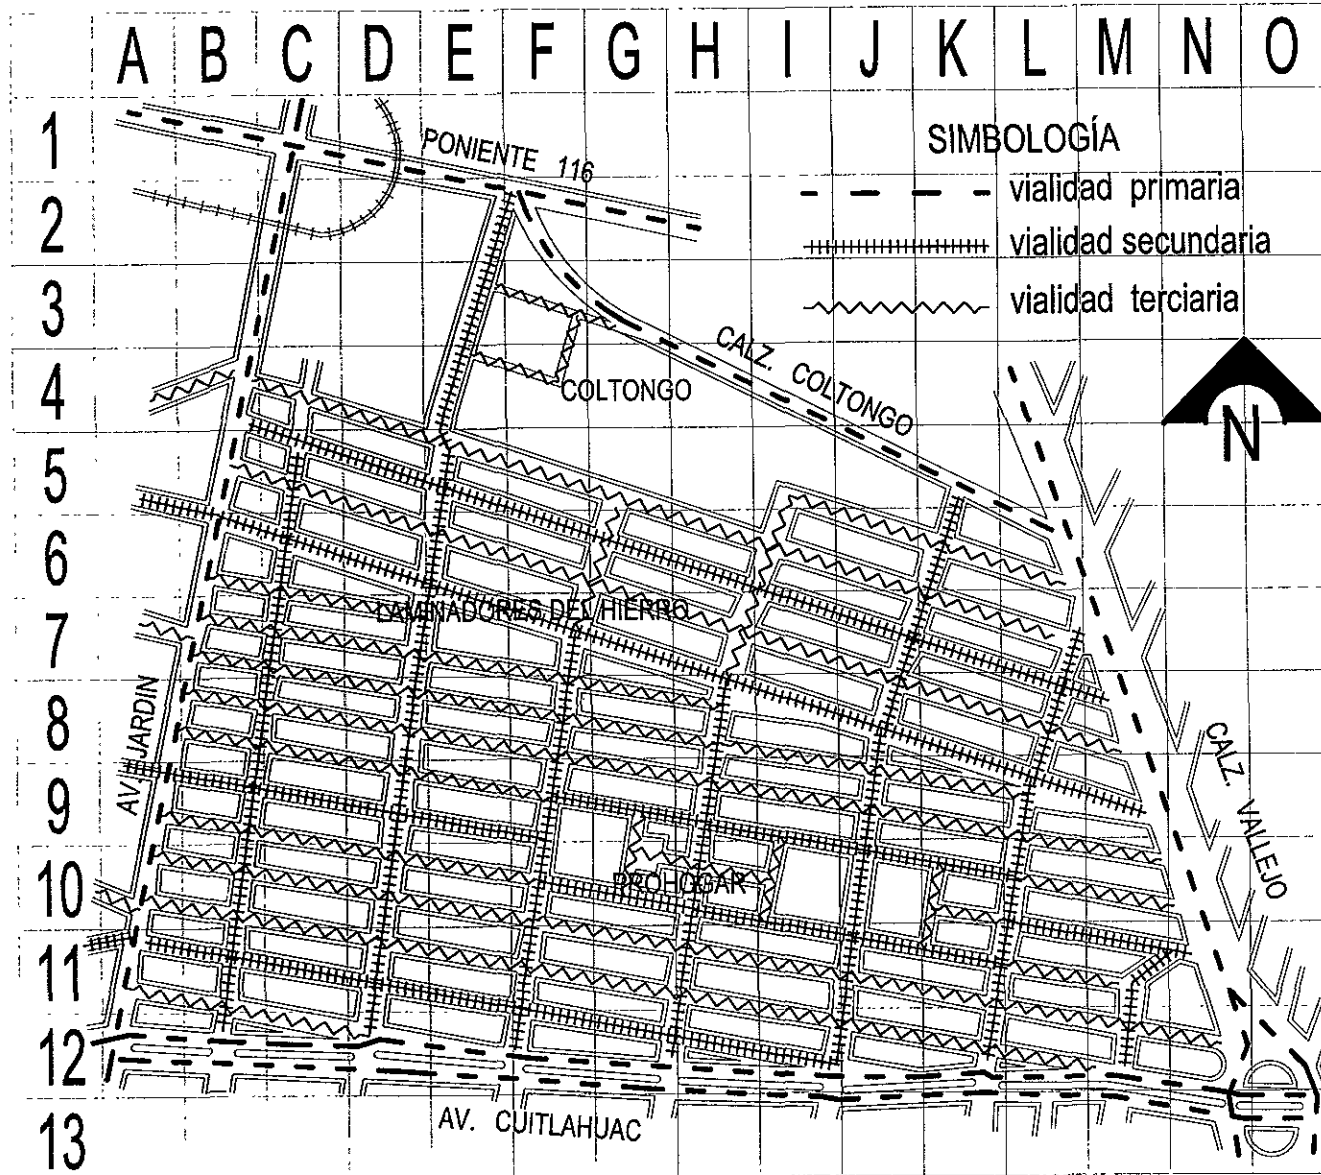 A B C D E F G H I J K L M N O
1
2
3
4
5
6
7
8
9
10
11
12
13
SIMBOLOGÍA
vialidad primaria
vialidad secundaria
vialidad terciaria
N
PONIENTE 116
CALZ. COLTONGO
COLTONGO
LAMINADORES DEL HIERRO
AV. JARDIN
CALZ. VALLEJO
PROHOGAR
AV. CUITLAHUAC